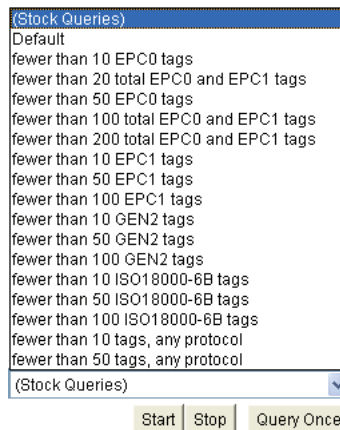 (Stock Queries)
Default
fewer than 10 EPC0 tags
fewer than 20 total EPC0 and EPC1 tags
fewer than 50 EPC0 tags
fewer than 100 total EPC0 and EPC1 tags
fewer than 200 total EPC0 and EPC1 tags
fewer than 10 EPC1 tags
fewer than 50 EPC1 tags
fewer than 100 EPC1 tags
fewer than 10 GEN2 tags
fewer than 50 GEN2 tags
fewer than 100 GEN2 tags
fewer than 10 ISO18000-6B tags
fewer than 50 ISO18000-6B tags
fewer than 100 ISO18000-6B tags
fewer than 10 tags, any protocol
fewer than 50 tags, any protocol
(Stock Queries)
Start Stop Query Once